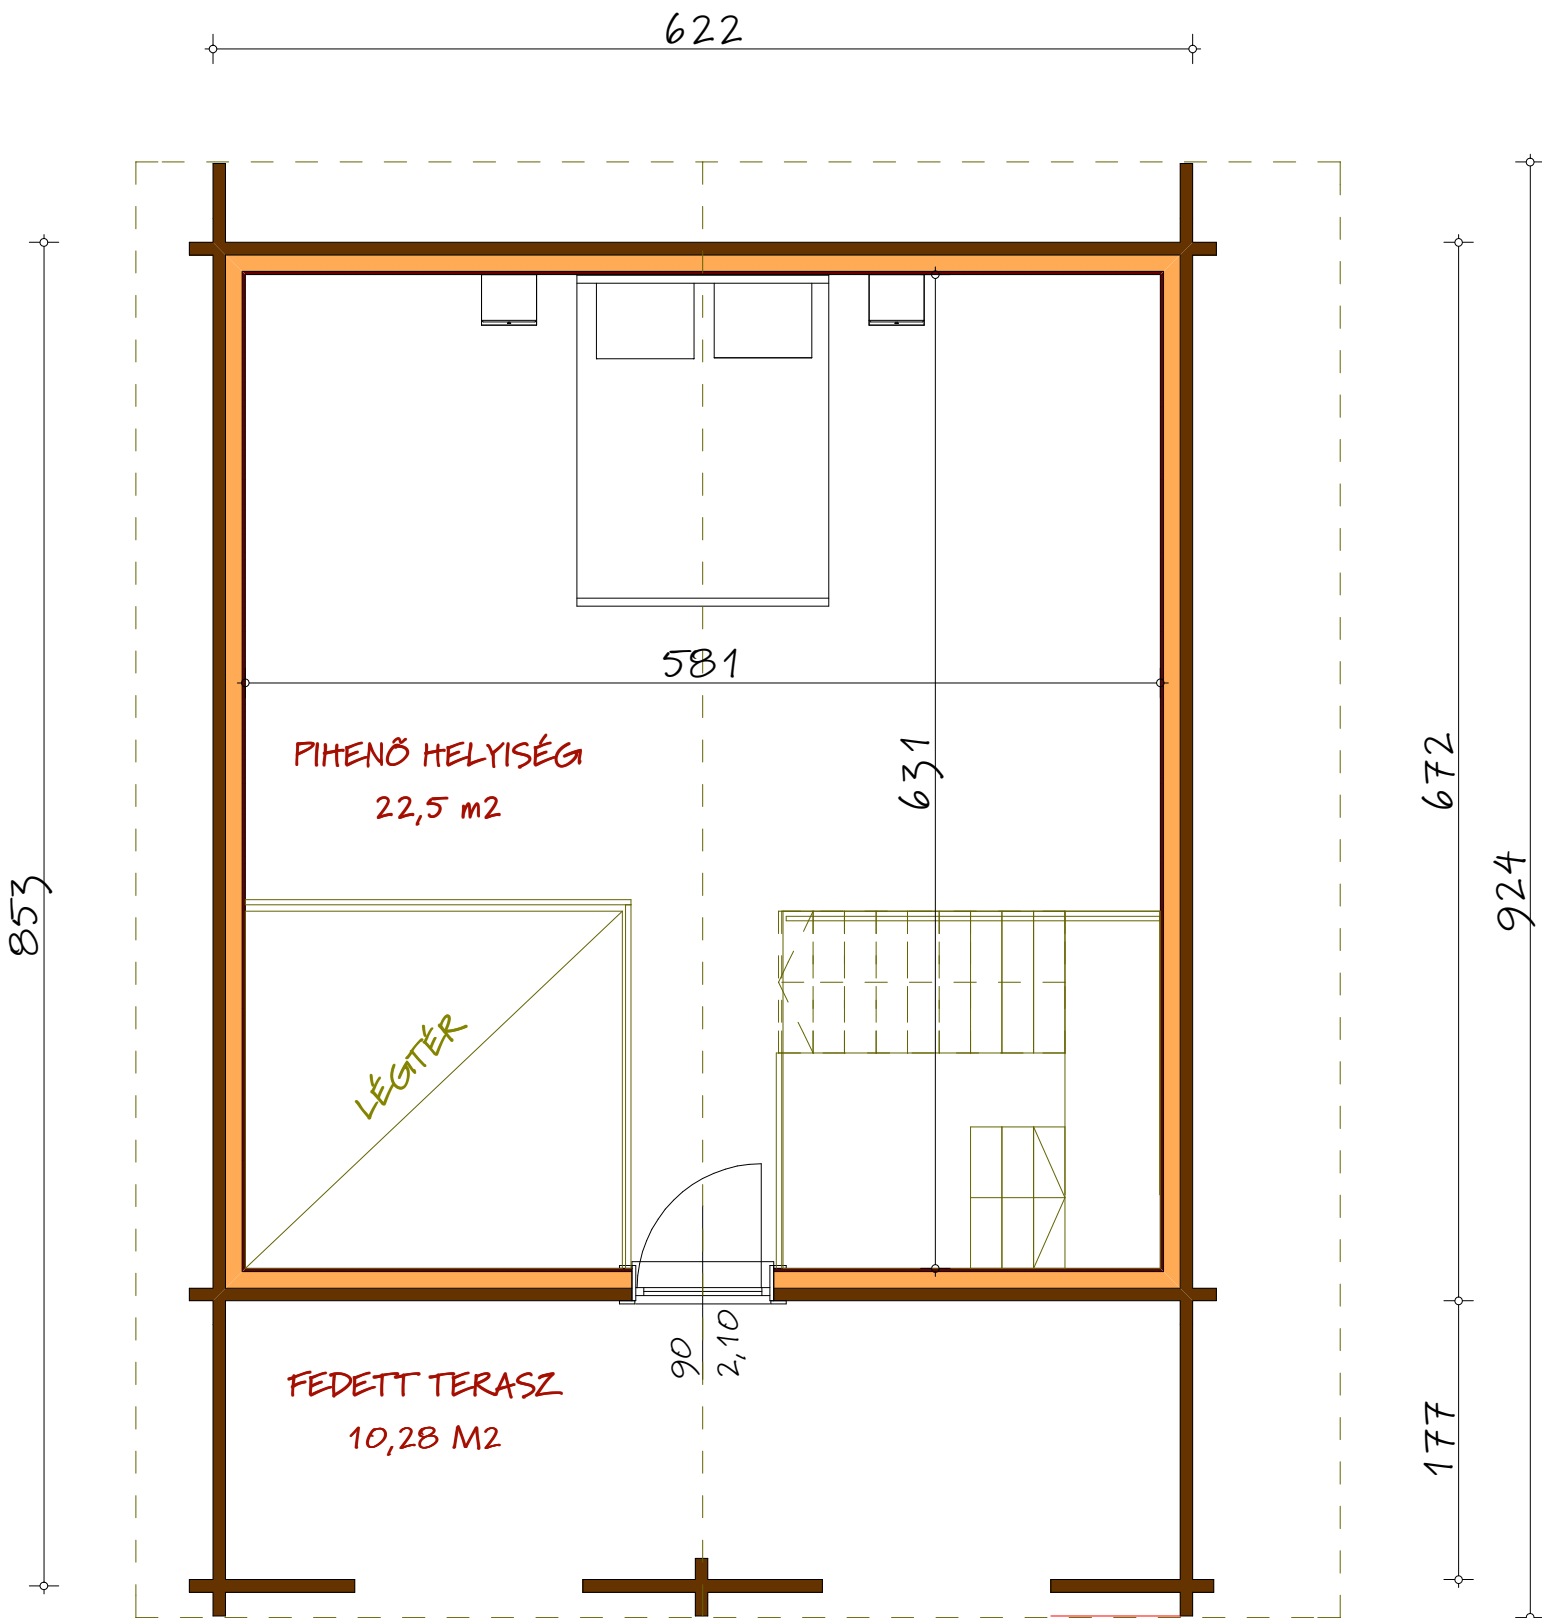 622
581
631
PIHENŐ HELYISÉG
22,5 m2
672
853
924
LÉGTÉR
90
2,10
FEDETT TERASZ
10,28 M2
177